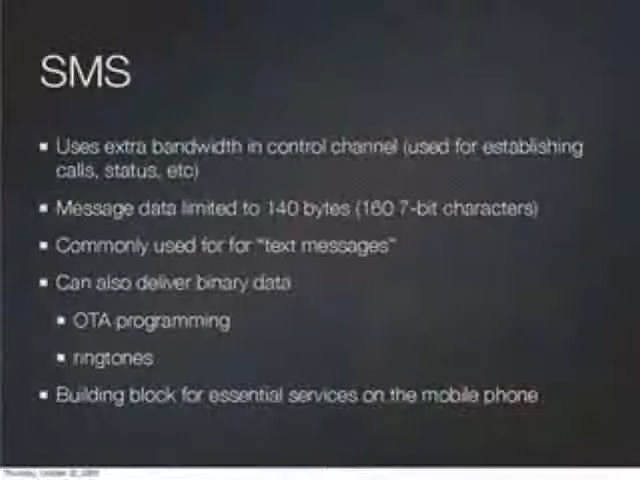 SMS
Uses extra bandwidth in control channel (used for establishing
calls, status, etc)
Message data limited to 140 bytes (160 7-bit characters)
Commonly used for for "text messages"
Can also deliver binary data
OTA programming
ringtones
Building block for essential services on the mobile phone
Thursday, October